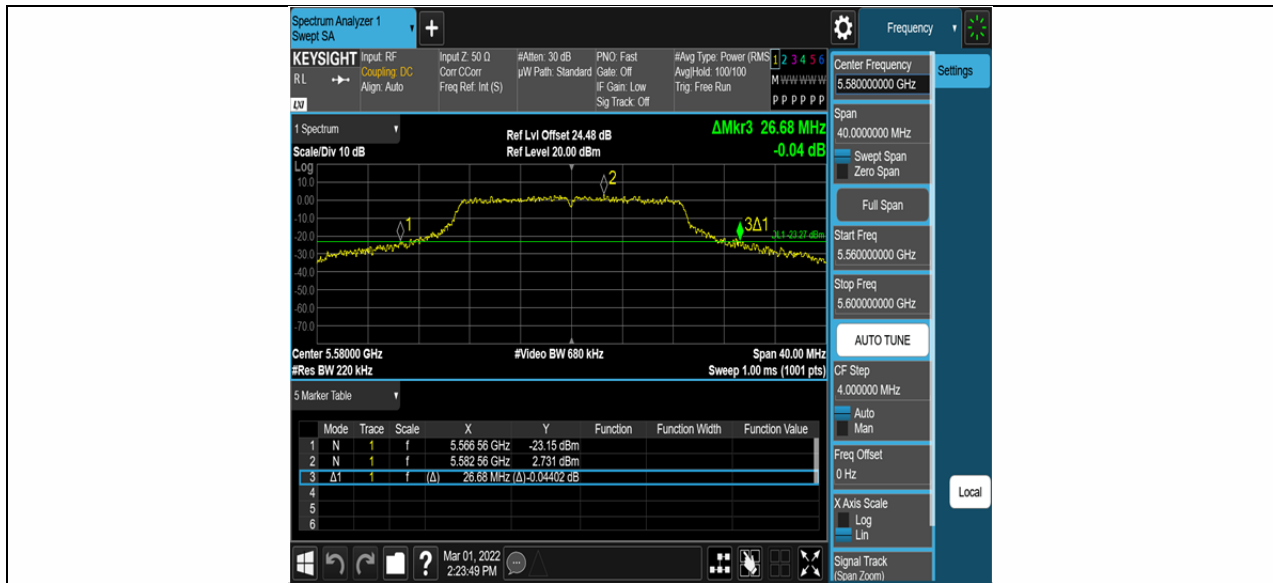 Spectrum Analyzer 1
Swept SA
+
Frequency
KEYSIGHT
RL
LXI
Input: RF
Coupling: DC
Align: Auto
Input Z: 50 Ω
Corr CCorr
Freq Ref: Int (S)
#Atten: 30 dB
µW Path: Standard
PNO: Fast
Gate: Off
IF Gain: Low
Sig Track: Off
#Avg Type: Power (RMS
Avg|Hold: 100/100
Trig: Free Run
1 2 3 4 5 6
M W W W W W
P P P P P P
1 Spectrum
Scale/Div 10 dB
Ref Lvl Offset 24.48 dB
Ref Level 20.00 dBm
ΔMkr3 26.68 MHz
-0.04 dB
Log
10.0
0.00
-10.0
-20.0
-30.0
-40.0
-50.0
-60.0
-70.0
1
2
3Δ1
DL1 -23.27 dBm
Center 5.58000 GHz
#Res BW 220 kHz
#Video BW 680 kHz
Span 40.00 MHz
Sweep 1.00 ms (1001 pts)
5 Marker Table
Mode Trace Scale X Y Function Function Width Function Value
1 N 1 f 5.566 56 GHz -23.15 dBm
2 N 1 f 5.582 56 GHz 2.731 dBm
3 Δ1 1 f (Δ) 26.68 MHz (Δ)-0.04402 dB
4
5
6
?
Mar 01, 2022
2:23:49 PM
Center Frequency
5.580000000 GHz
Span
40.0000000 MHz
Swept Span
Zero Span
Full Span
Start Freq
5.560000000 GHz
Stop Freq
5.600000000 GHz
AUTO TUNE
CF Step
4.000000 MHz
Auto
Man
Freq Offset
0 Hz
X Axis Scale
Log
Lin
Signal Track
(Span Zoom)
Settings
Local